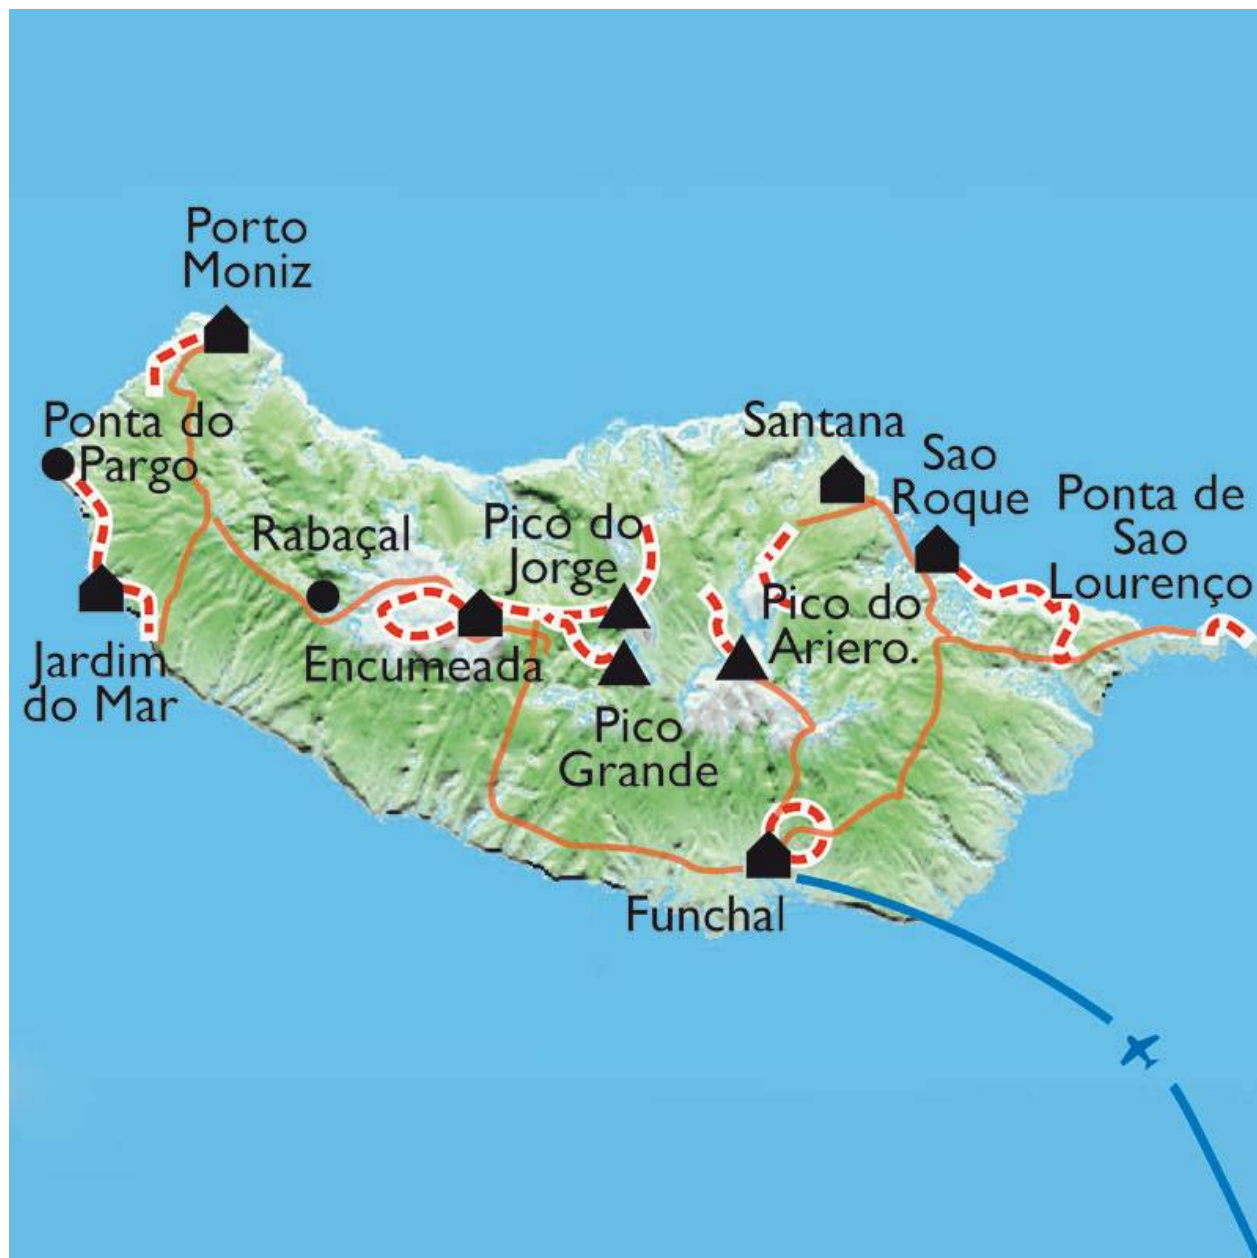 Porto
Moniz
Ponta do
Pargo
Rabaçal
Jardim
do Mar
Encumeada
Pico do
Jorge
Pico
Grande
Santana
Sao
Roque
Ponta de
Sao
Lourenço
Pico do
Ariero.
Funchal